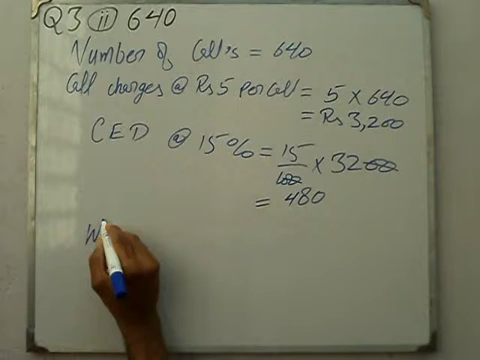 Q3 ii 640
Number of Call's = 640
Call charges @ Rs 5 per Call = 5 × 640
= Rs 3,200
CED @ 15% = 15/100 × 3200
= 480